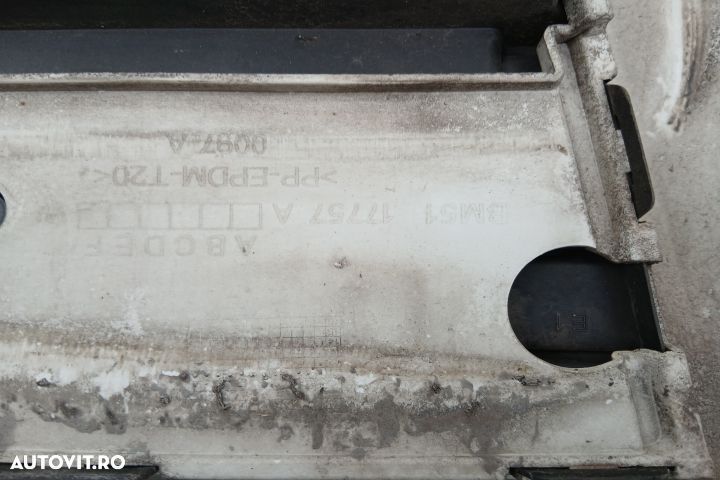 0097-A
>PP-EPDM-T20<
BM51 17757 A
ABCDEF
E1
AUTOVIT.RO